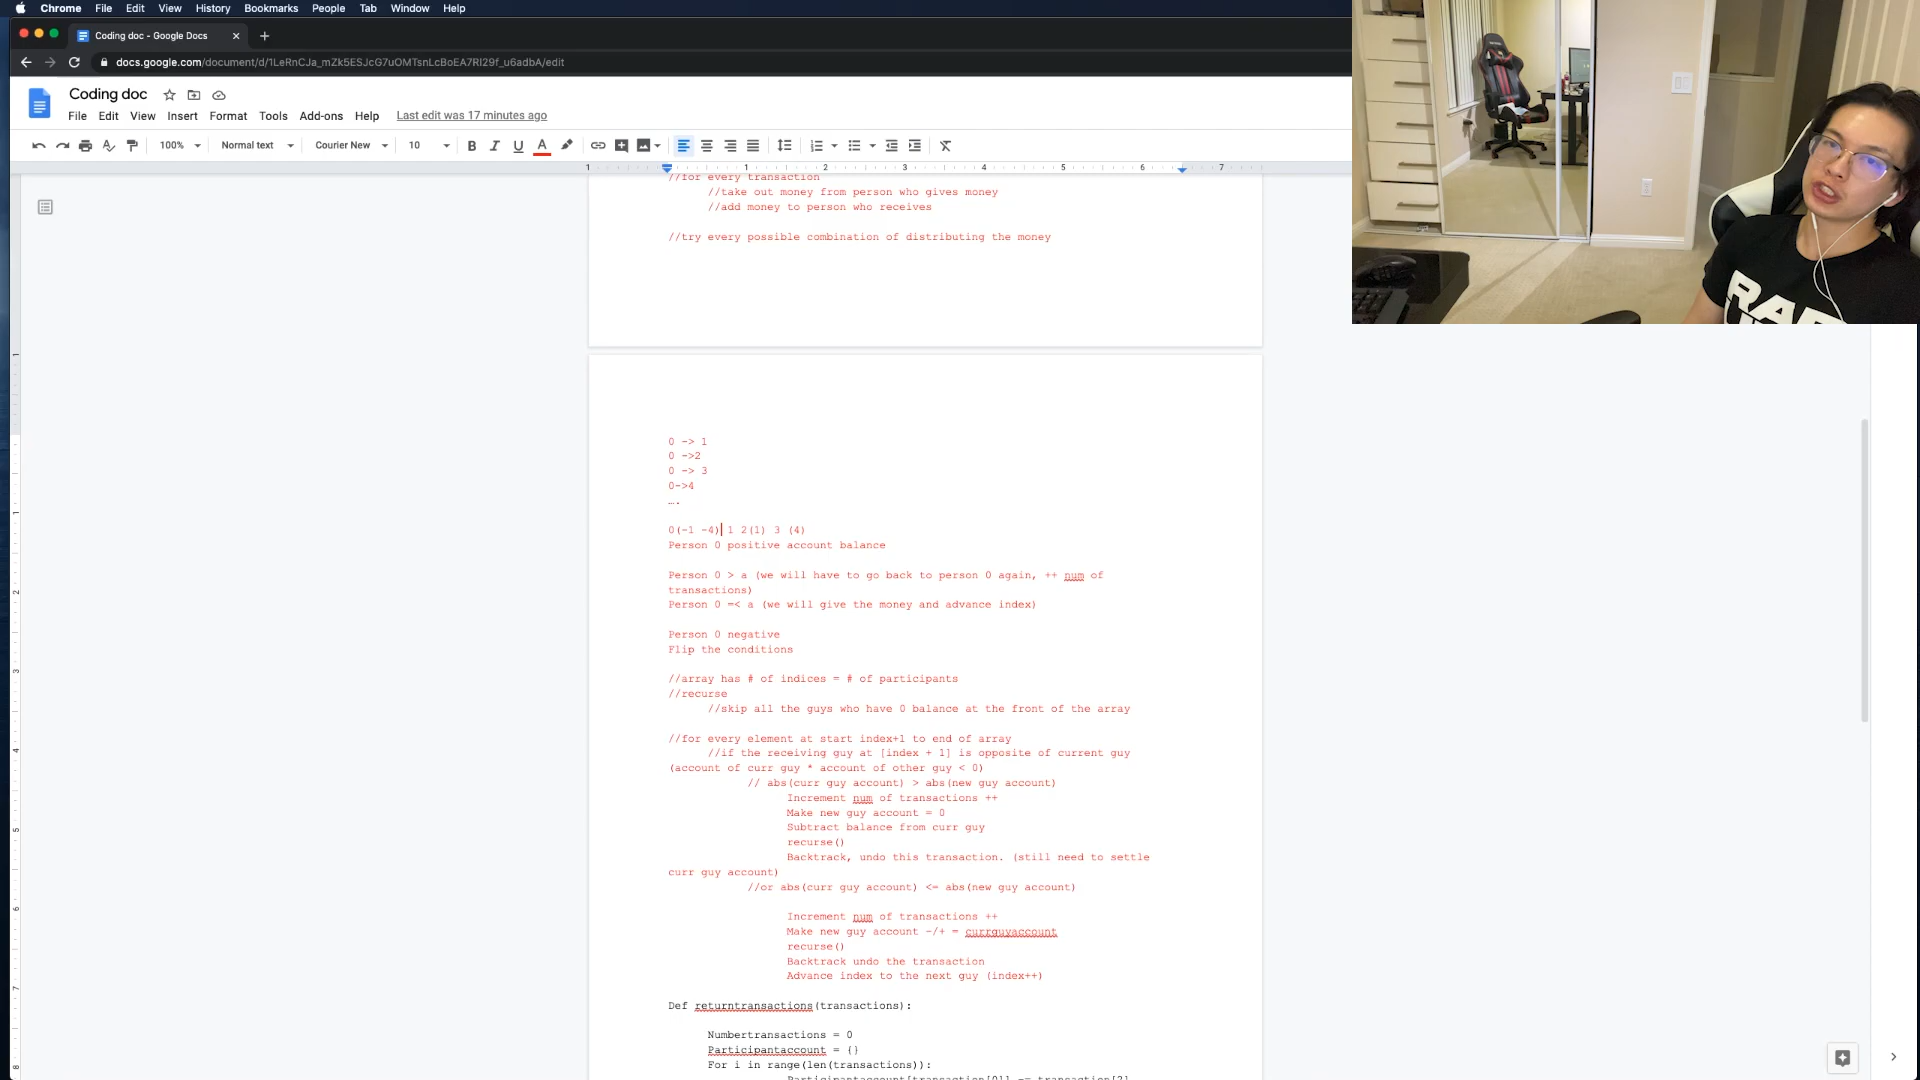 Chrome File Edit View History Bookmarks People Tab Window Help
Coding doc - Google Docs
docs.google.com/document/d/1LeRnCJa_mZk5ESJcG7uOMTsnLcBoEA7RI29f_u6adbA/edit
Coding doc
File Edit View Insert Format Tools Add-ons Help Last edit was 17 minutes ago
100% Normal text Courier New 10 B I U A
1 1 2 3 4 5 6 7
//for every transaction
//take out money from person who gives money
//add money to person who receives
//try every possible combination of distributing the money
0 -> 1
0 ->2
0 -> 3
0->4
….
0(-1 -4) 1 2(1) 3 (4)
Person 0 positive account balance
Person 0 > a (we will have to go back to person 0 again, ++ num of
transactions)
Person 0 =< a (we will give the money and advance index)
Person 0 negative
Flip the conditions
//array has # of indices = # of participants
//recurse
//skip all the guys who have 0 balance at the front of the array
//for every element at start index+1 to end of array
//if the receiving guy at [index + 1] is opposite of current guy
(account of curr guy * account of other guy < 0)
// abs(curr guy account) > abs(new guy account)
Increment num of transactions ++
Make new guy account = 0
Subtract balance from curr guy
recurse()
Backtrack, undo this transaction. (still need to settle
curr guy account)
//or abs(curr guy account) <= abs(new guy account)
Increment num of transactions ++
Make new guy account -/+ = currguyaccount
recurse()
Backtrack undo the transaction
Advance index to the next guy (index++)
Def returntransactions(transactions):
Numbertransactions = 0
Participantaccount = {}
For i in range(len(transactions)):
Participantaccount[transaction[0]] -= transaction[2]